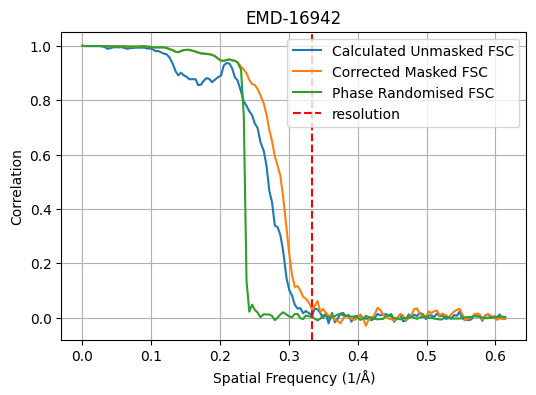 EMD-16942
Calculated Unmasked FSC
Corrected Masked FSC
Phase Randomised FSC
resolution
Correlation
1.0
0.8
0.6
0.4
0.2
0.0
0.0 0.1 0.2 0.3 0.4 0.5 0.6
Spatial Frequency (1/Å)